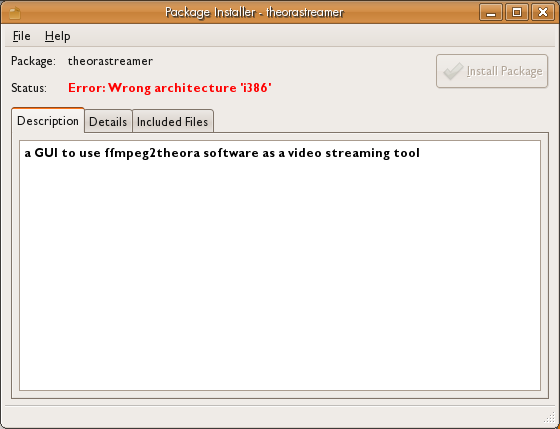 Package Installer - theorastreamer
File Help
Package: theorastreamer
Install Package
Status: Error: Wrong architecture 'i386'
Description Details Included Files
a GUI to use ffmpeg2theora software as a video streaming tool